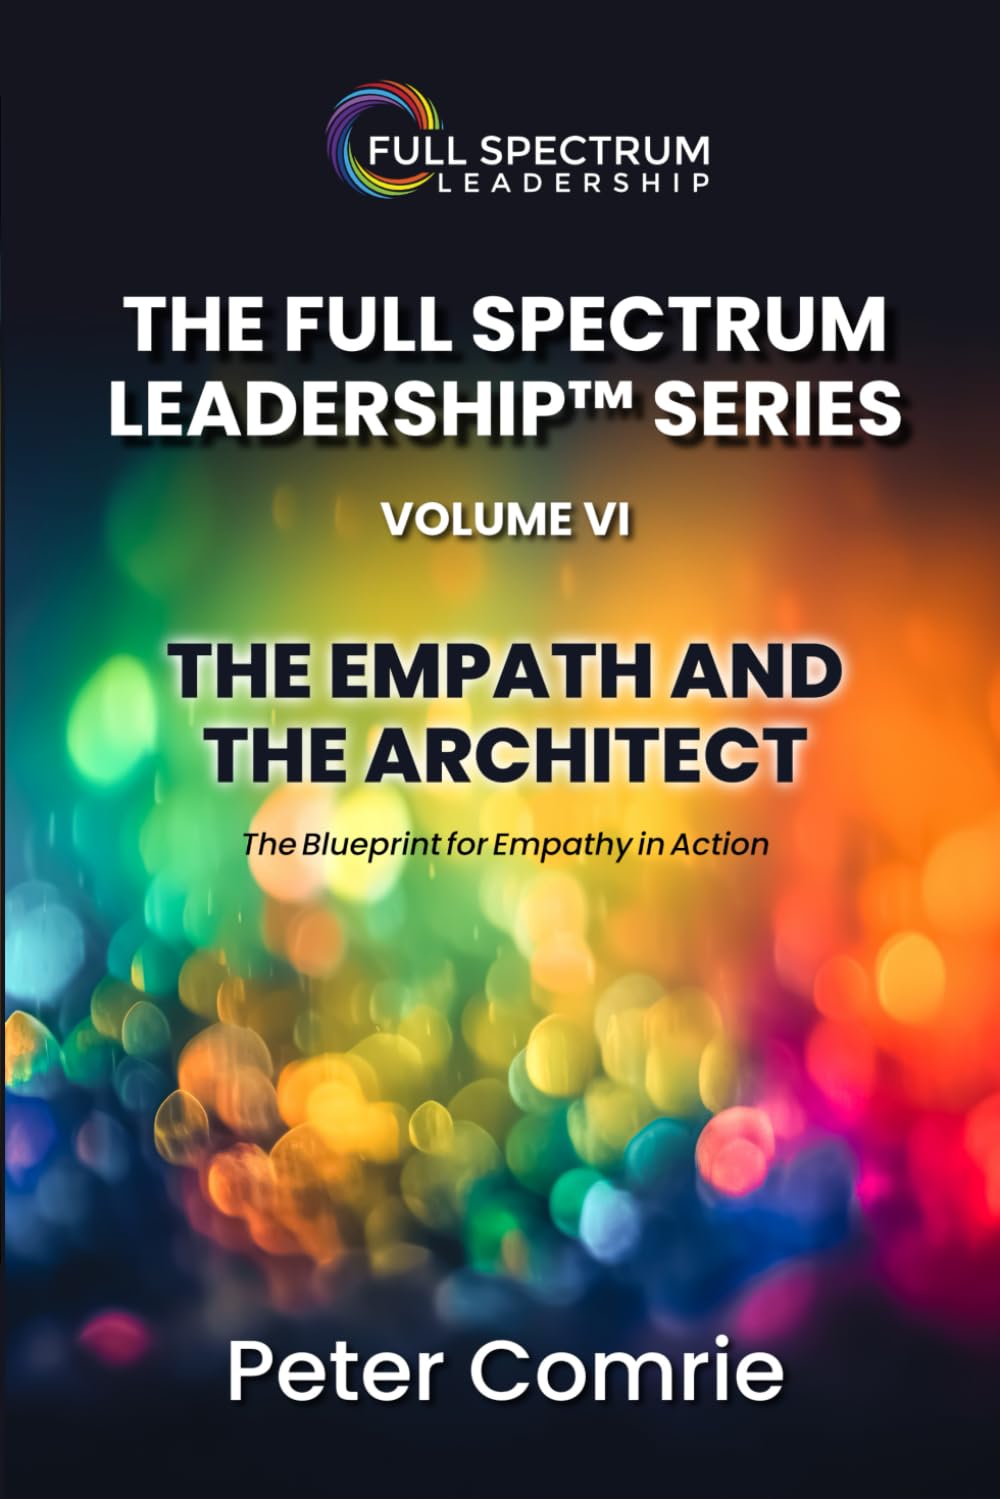 FULL SPECTRUM
LEADERSHIP
THE FULL SPECTRUM
LEADERSHIP™ SERIES
VOLUME VI
THE EMPATH AND
THE ARCHITECT
The Blueprint for Empathy in Action
Peter Comrie